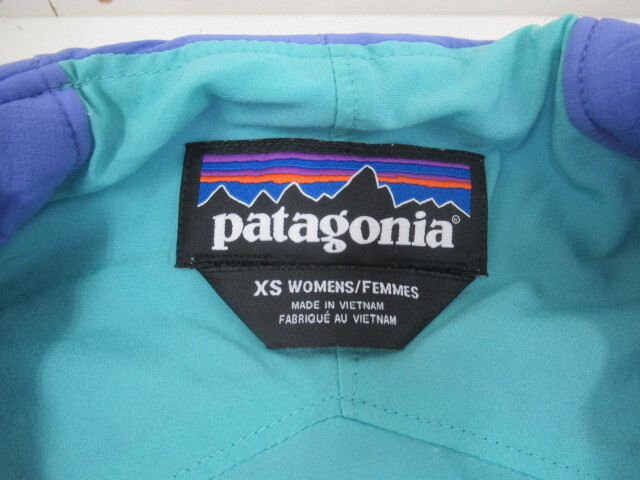 patagonia®
XS WOMENS/FEMMES
MADE IN VIETNAM
FABRIQUÉ AU VIETNAM